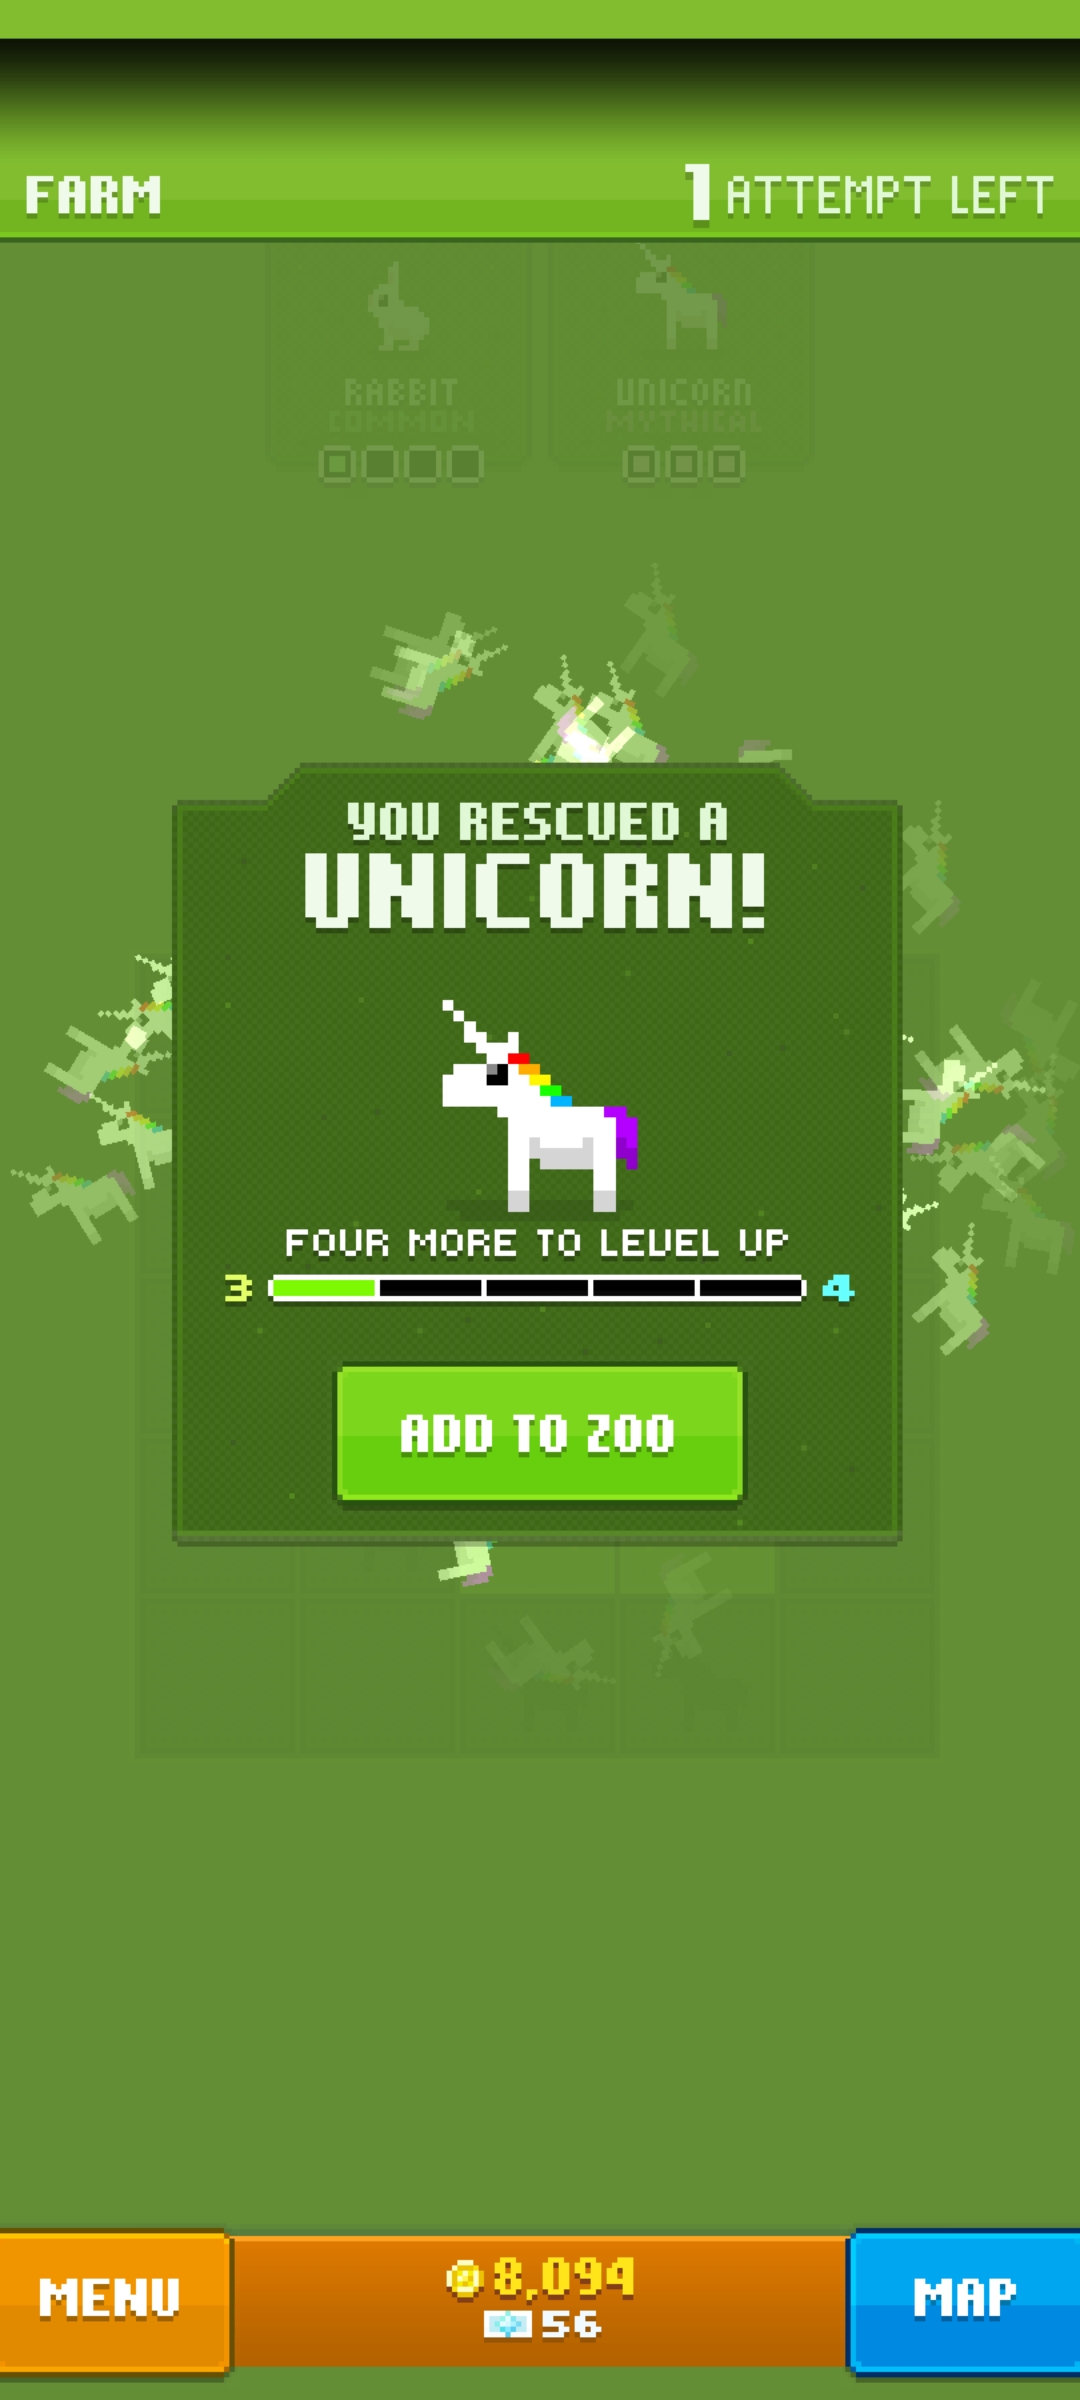 FARM
1 ATTEMPT LEFT
RABBIT
COMMON
UNICORN
MYTHICAL
YOU RESCUED A
UNICORN!
FOUR MORE TO LEVEL UP
3
4
ADD TO ZOO
MENU
8,094
56
MAP